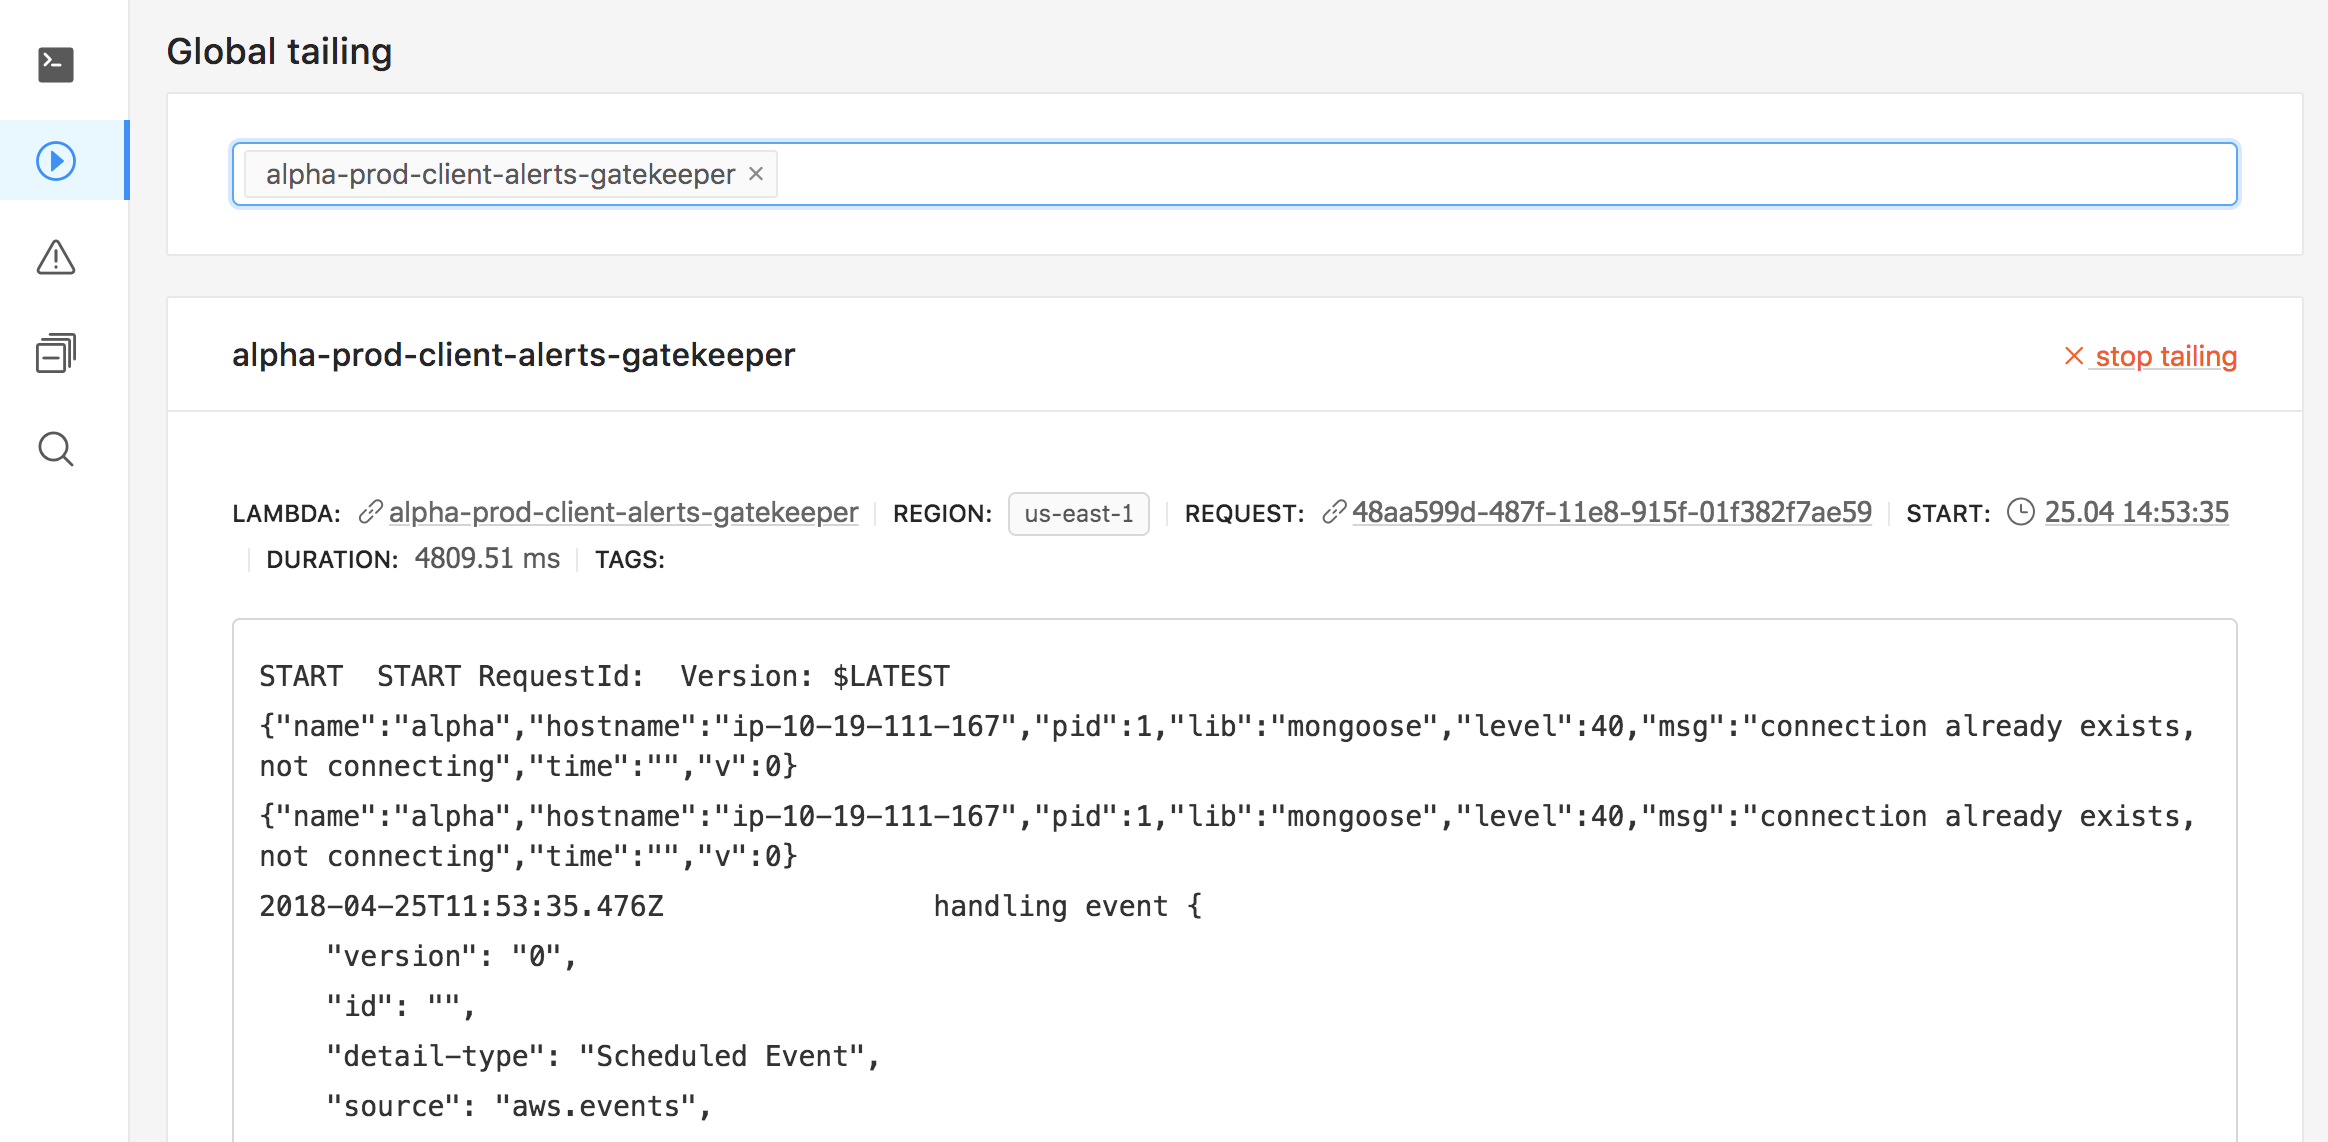 Global tailing
alpha-prod-client-alerts-gatekeeper ×
alpha-prod-client-alerts-gatekeeper
stop tailing
LAMBDA: alpha-prod-client-alerts-gatekeeper REGION: us-east-1 REQUEST: 48aa599d-487f-11e8-915f-01f382f7ae59 START: 25.04 14:53:35
DURATION: 4809.51 ms TAGS:
START  START RequestId:  Version: $LATEST
{"name":"alpha","hostname":"ip-10-19-111-167","pid":1,"lib":"mongoose","level":40,"msg":"connection already exists,
not connecting","time":"","v":0}
{"name":"alpha","hostname":"ip-10-19-111-167","pid":1,"lib":"mongoose","level":40,"msg":"connection already exists,
not connecting","time":"","v":0}
2018-04-25T11:53:35.476Z                handling event {
    "version": "0",
    "id": "",
    "detail-type": "Scheduled Event",
    "source": "aws.events",